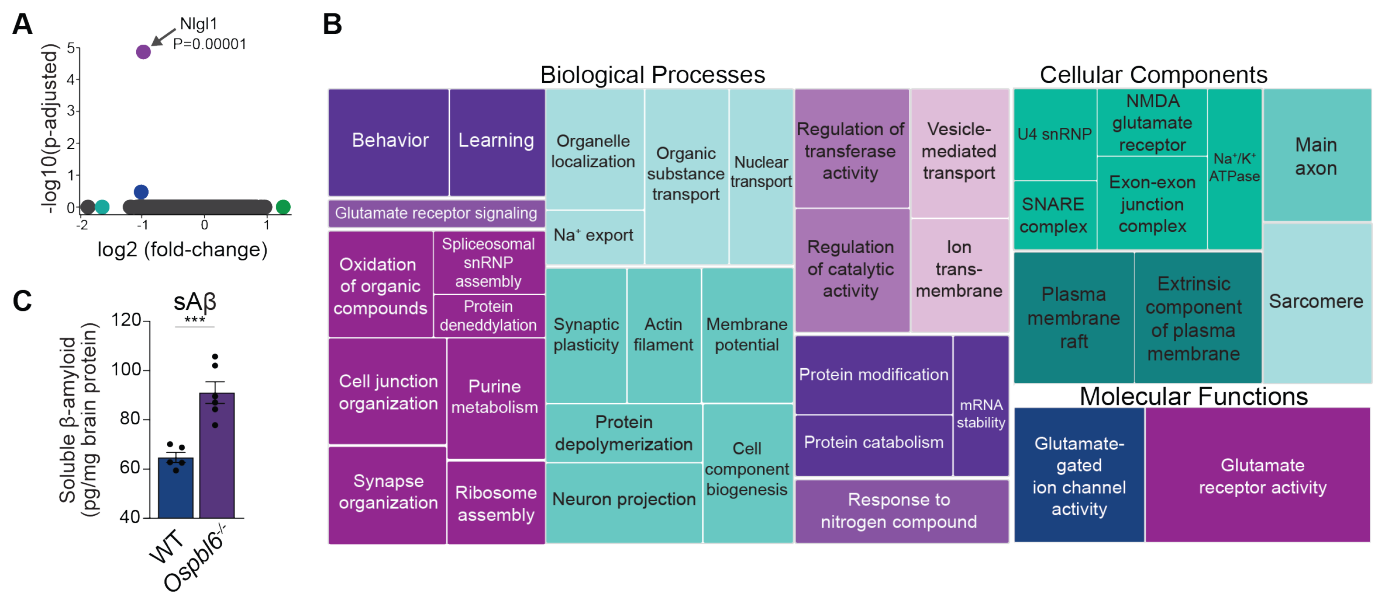 A
Nlgl1
P=0.00001
5
4
3
2
1
0
-log10(p-adjusted)
-2
-1
0
1
log2 (fold-change)
B
Biological Processes
Behavior
Learning
Glutamate receptor signaling
Oxidation
of organic
compounds
Spliceosomal
snRNP
assembly
Protein
deneddylation
Cell junction
organization
Purine
metabolism
Synapse
organization
Ribosome
assembly
Organelle
localization
Na⁺ export
Organic
substance
transport
Nuclear
transport
Synaptic
plasticity
Actin
filament
Membrane
potential
Protein
depolymerization
Neuron projection
Cell
component
biogenesis
Regulation of
transferase
activity
Vesicle-
mediated
transport
Regulation
of catalytic
activity
Ion
trans-
membrane
Protein modification
Protein catabolism
mRNA
stability
Response to
nitrogen compound
Cellular Components
U4 snRNP
NMDA
glutamate
receptor
Na⁺/K⁺
ATPase
SNARE
complex
Exon-exon
junction
complex
Main
axon
Plasma
membrane
raft
Extrinsic
component
of plasma
membrane
Sarcomere
Molecular Functions
Glutamate-
gated
ion channel
activity
Glutamate
receptor activity
C
sAβ
***
120
100
80
60
40
Soluble β-amyloid
(pg/mg brain protein)
WT
Ospbl6⁻/⁻